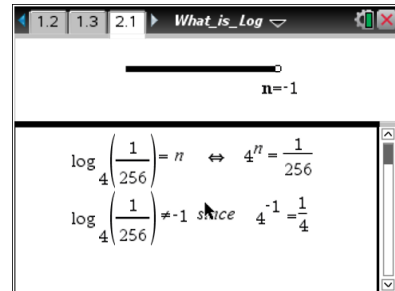 1.2 1.3 2.1 What_is_Log
n=-1
log₄(1/256) = n ⇔ 4ⁿ = 1/256
log₄(1/256) ≠ -1 since 4⁻¹ = 1/4